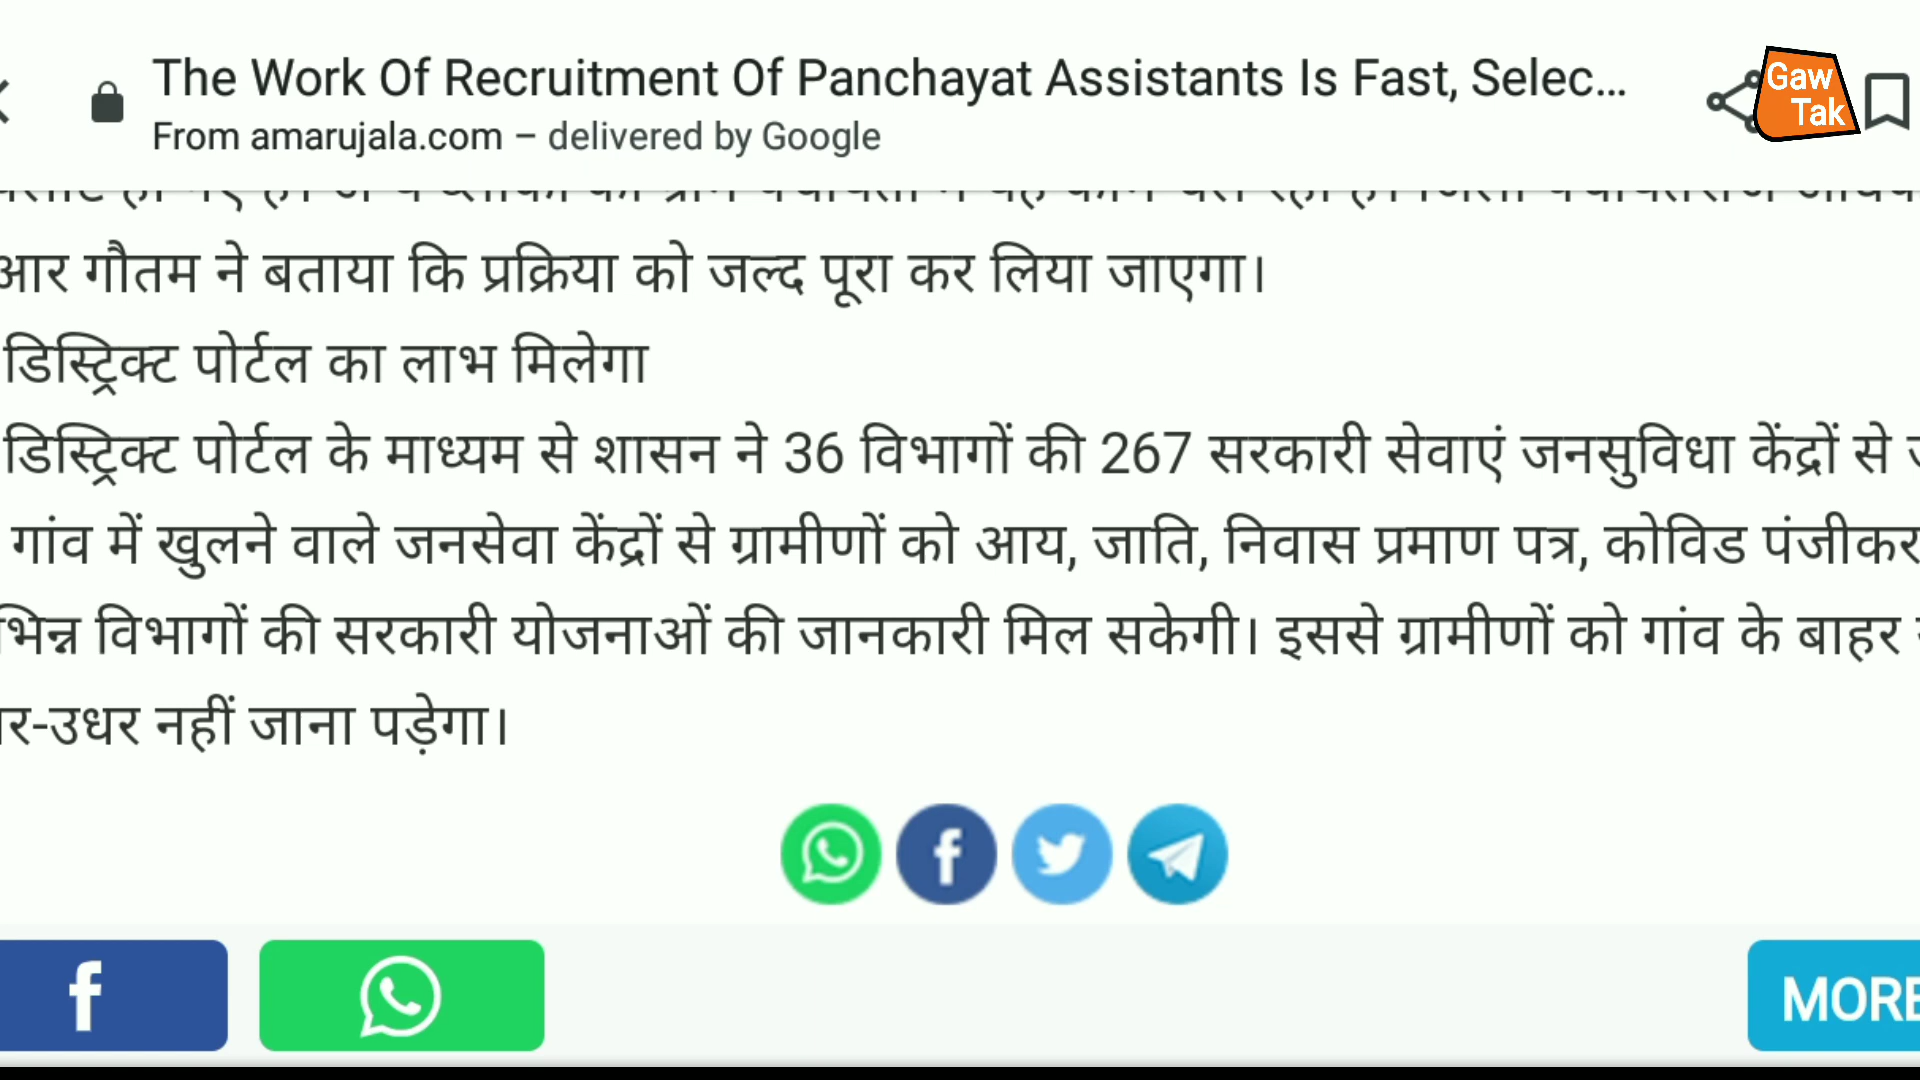 The Work Of Recruitment Of Panchayat Assistants Is Fast, Selec...
From amarujala.com – delivered by Google
Gaw
Tak
आर गौतम ने बताया कि प्रक्रिया को जल्द पूरा कर लिया जाएगा।
डिस्ट्रिक्ट पोर्टल का लाभ मिलेगा
डिस्ट्रिक्ट पोर्टल के माध्यम से शासन ने 36 विभागों की 267 सरकारी सेवाएं जनसुविधा केंद्रों से
गांव में खुलने वाले जनसेवा केंद्रों से ग्रामीणों को आय, जाति, निवास प्रमाण पत्र, कोविड पंजीकर
भिन्न विभागों की सरकारी योजनाओं की जानकारी मिल सकेगी। इससे ग्रामीणों को गांव के बाहर
र-उधर नहीं जाना पड़ेगा।
MORE